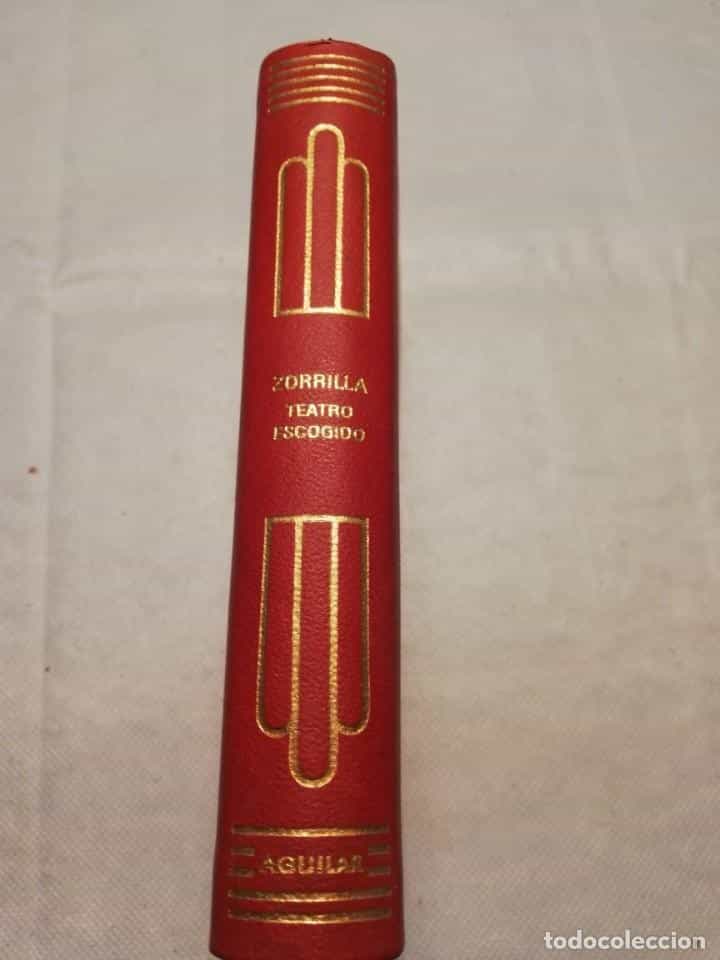 ZORRILLA
TEATRO
ESCOGIDO
AGUILAR
todocoleccion